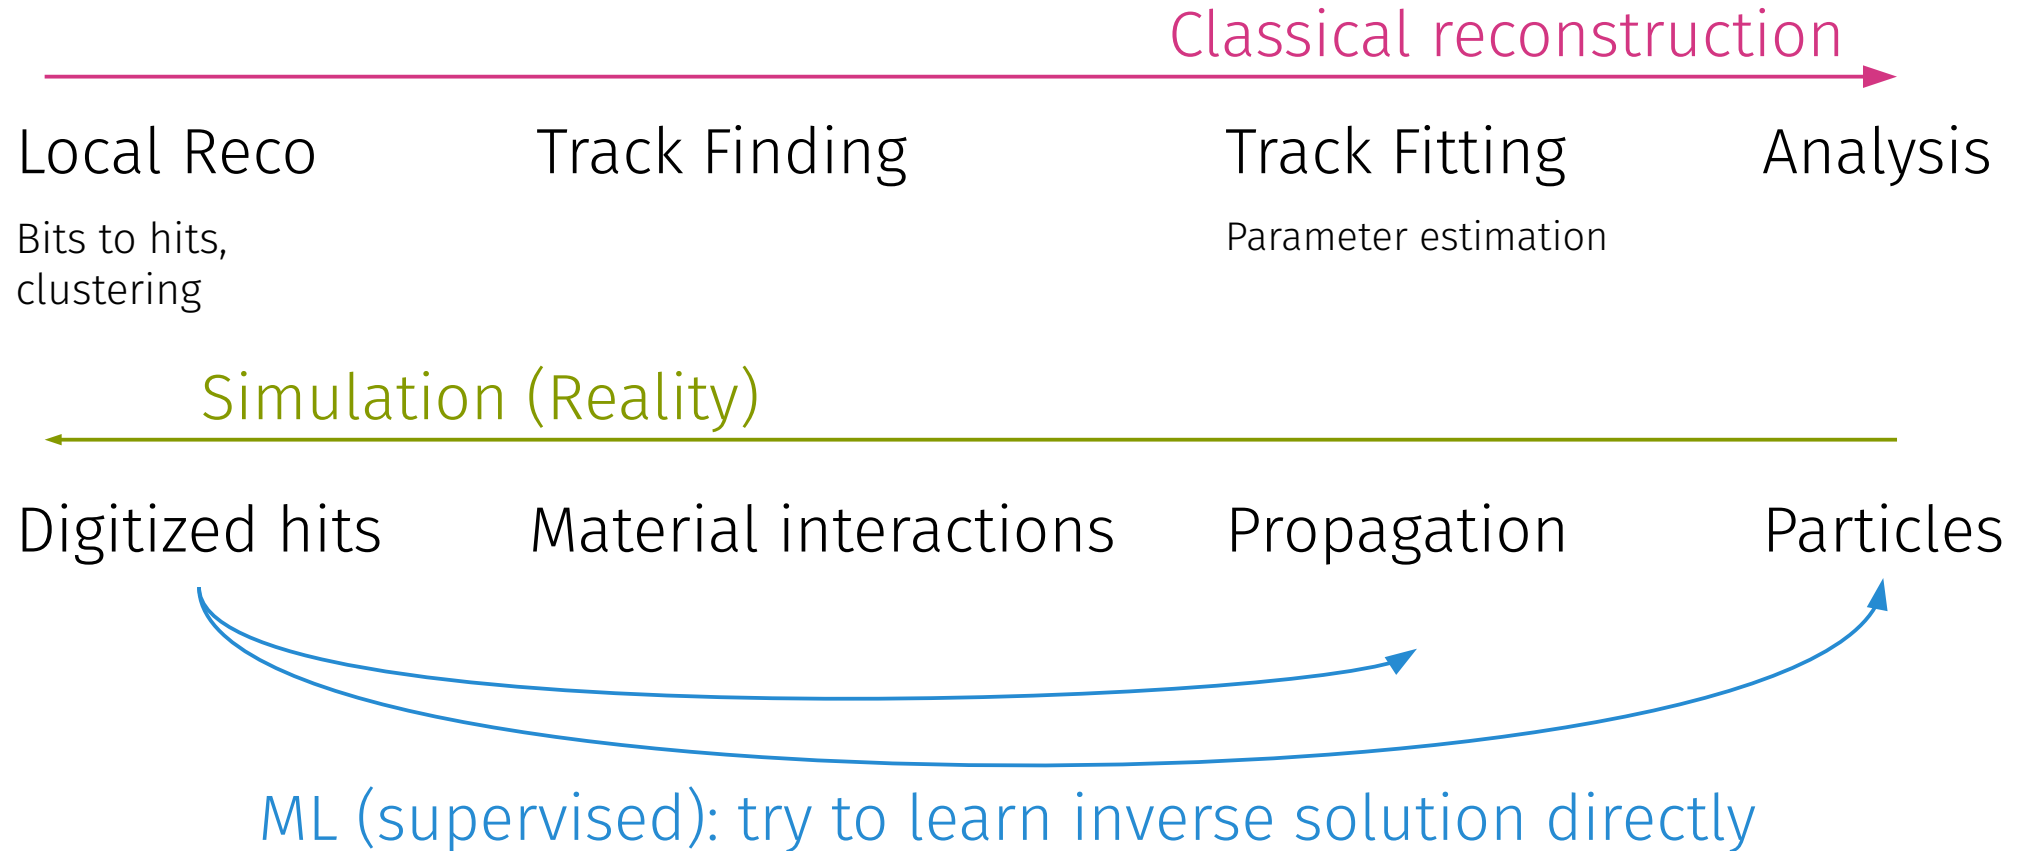 Classical reconstruction
Local Reco
Track Finding
Track Fitting
Analysis
Bits to hits,
clustering
Parameter estimation
Simulation (Reality)
Digitized hits
Material interactions
Propagation
Particles
ML (supervised): try to learn inverse solution directly